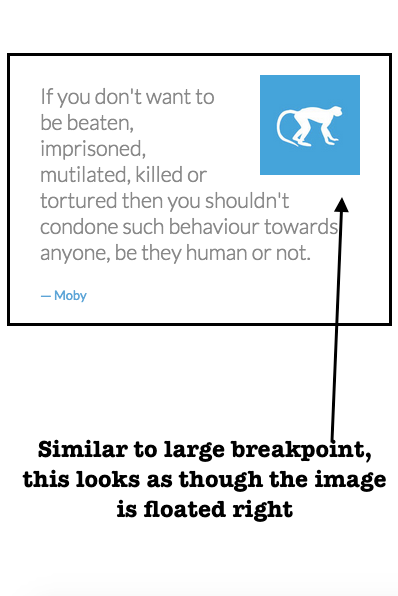 If you don't want to
be beaten,
imprisoned,
mutilated, killed or
tortured then you shouldn't
condone such behaviour towards
anyone, be they human or not.
— Moby
Similar to large breakpoint,
this looks as though the image
is floated right